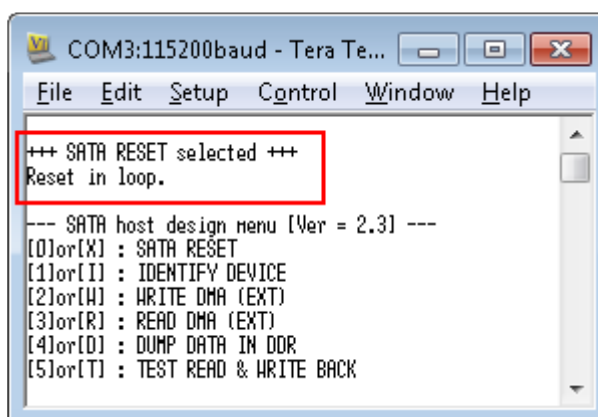 COM3:115200baud - Tera Te...
File Edit Setup Control Window Help
+++ SATA RESET selected +++
Reset in loop.
--- SATA host design menu [Ver = 2.3] ---
[0]or[X] : SATA RESET
[1]or[I] : IDENTIFY DEVICE
[2]or[W] : WRITE DMA (EXT)
[3]or[R] : READ DMA (EXT)
[4]or[D] : DUMP DATA IN DDR
[5]or[T] : TEST READ & WRITE BACK